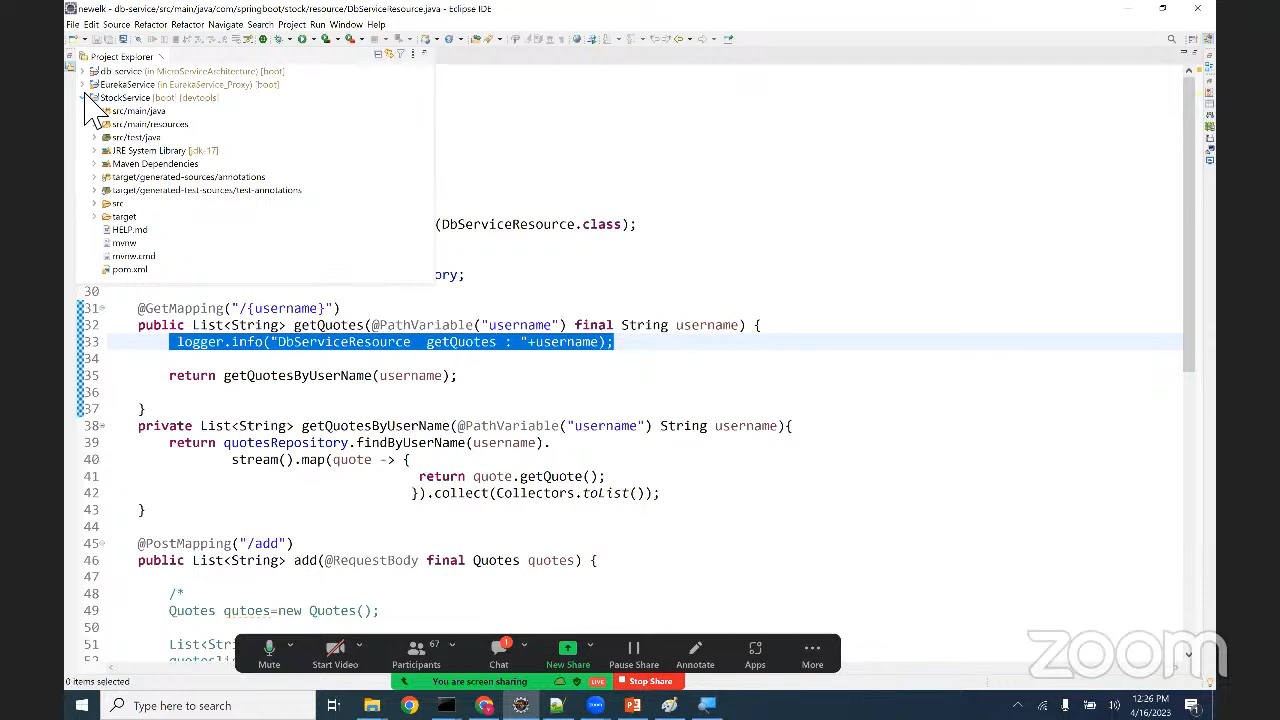 newelk - db-service/src/main/java/com/springboot/stock/resource/DbServiceResource.java - Eclipse IDE
File Edit Source Refactor Refactor Navigate Search Project Run Window Help
Project Explorer
db service (in MicroServiceArchitecture) [boot]
EurekaService (in EurekaService_Proxy) [boot]
StockService [boot] [devtools]
src/main/java
src/main/resources
src/test/java
JRE System Library [jdk-17]
Maven Dependencies
target/generated-sources/annotations
target/generated-test-sources/test-annotations
src
target
HELP.md
mvnw
mvnw.cmd
pom.xml
(DbServiceResource.class);
ory;
30
31 @GetMapping("/{username}")
32 public List<String> getQuotes(@PathVariable("username") final String username) {
33 logger.info("DbServiceResource  getQuotes : "+username);
34
35 return getQuotesByUserName(username);
36
37 }
38 private List<String> getQuotesByUserName(@PathVariable("username") String username){
39 return quotesRepository.findByUserName(username).
40 stream().map(quote -> {
41 return quote.getQuote();
42 }).collect(Collectors.toList());
43 }
44
45 @PostMapping("/add")
46 public List<String> add(@RequestBody final Quotes quotes) {
47
48 /*
49 Quotes qutoes=new Quotes();
50
51 List<Str
52
Mute
Start Video
67
Participants
1
Chat
New Share
Pause Share
Annotate
Apps
More
You are screen sharing
LIVE
Stop Share
zoom
0 items selected
Type here to search
zoom
12:26 PM
4/16/2023
1